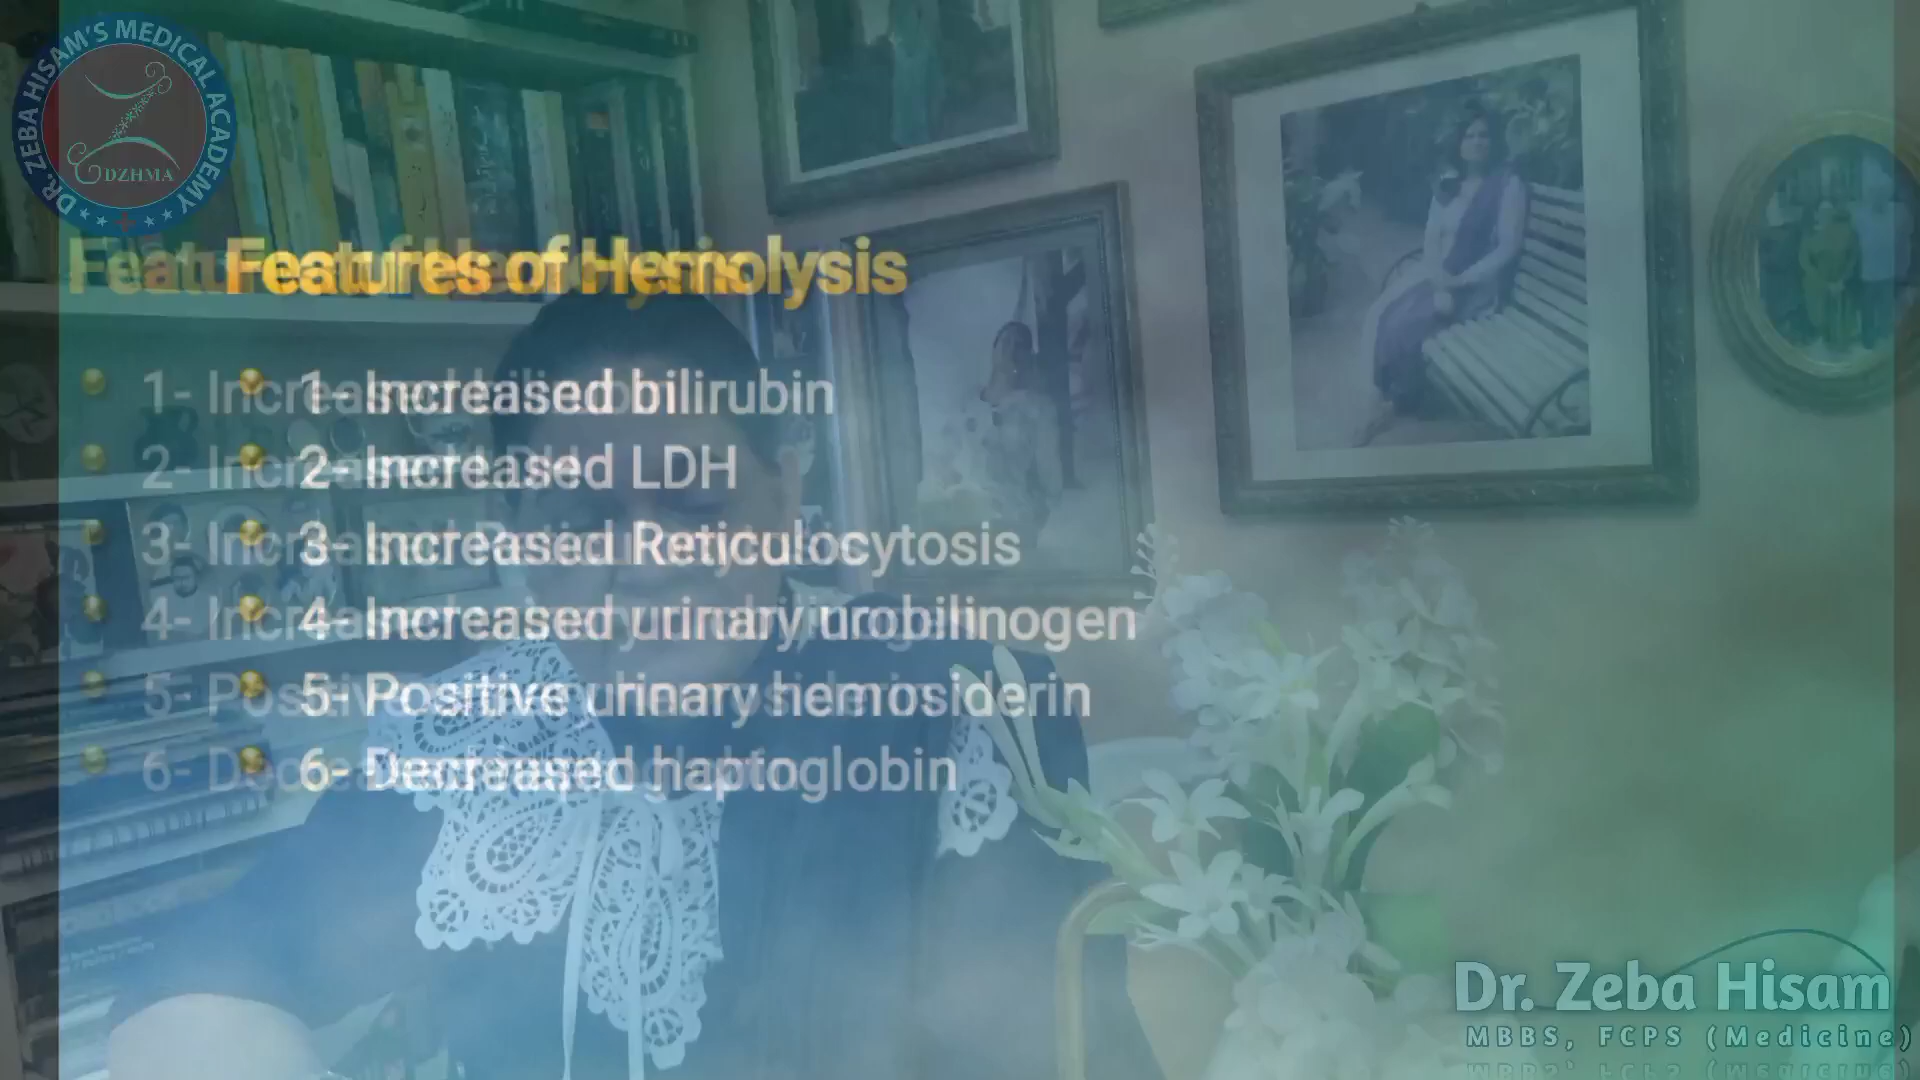 DR. ZEBA HISAM'S MEDICAL ACADEMY
DZHMA
Features of Hemolysis
1- Increased bilirubin
2- Increased LDH
3- Increased Reticulocytosis
4- Increased urinary urobilinogen
5- Positive urinary hemosiderin
6- Decreased haptoglobin
Dr. Zeba Hisam
MBBS, FCPS (Medicine)